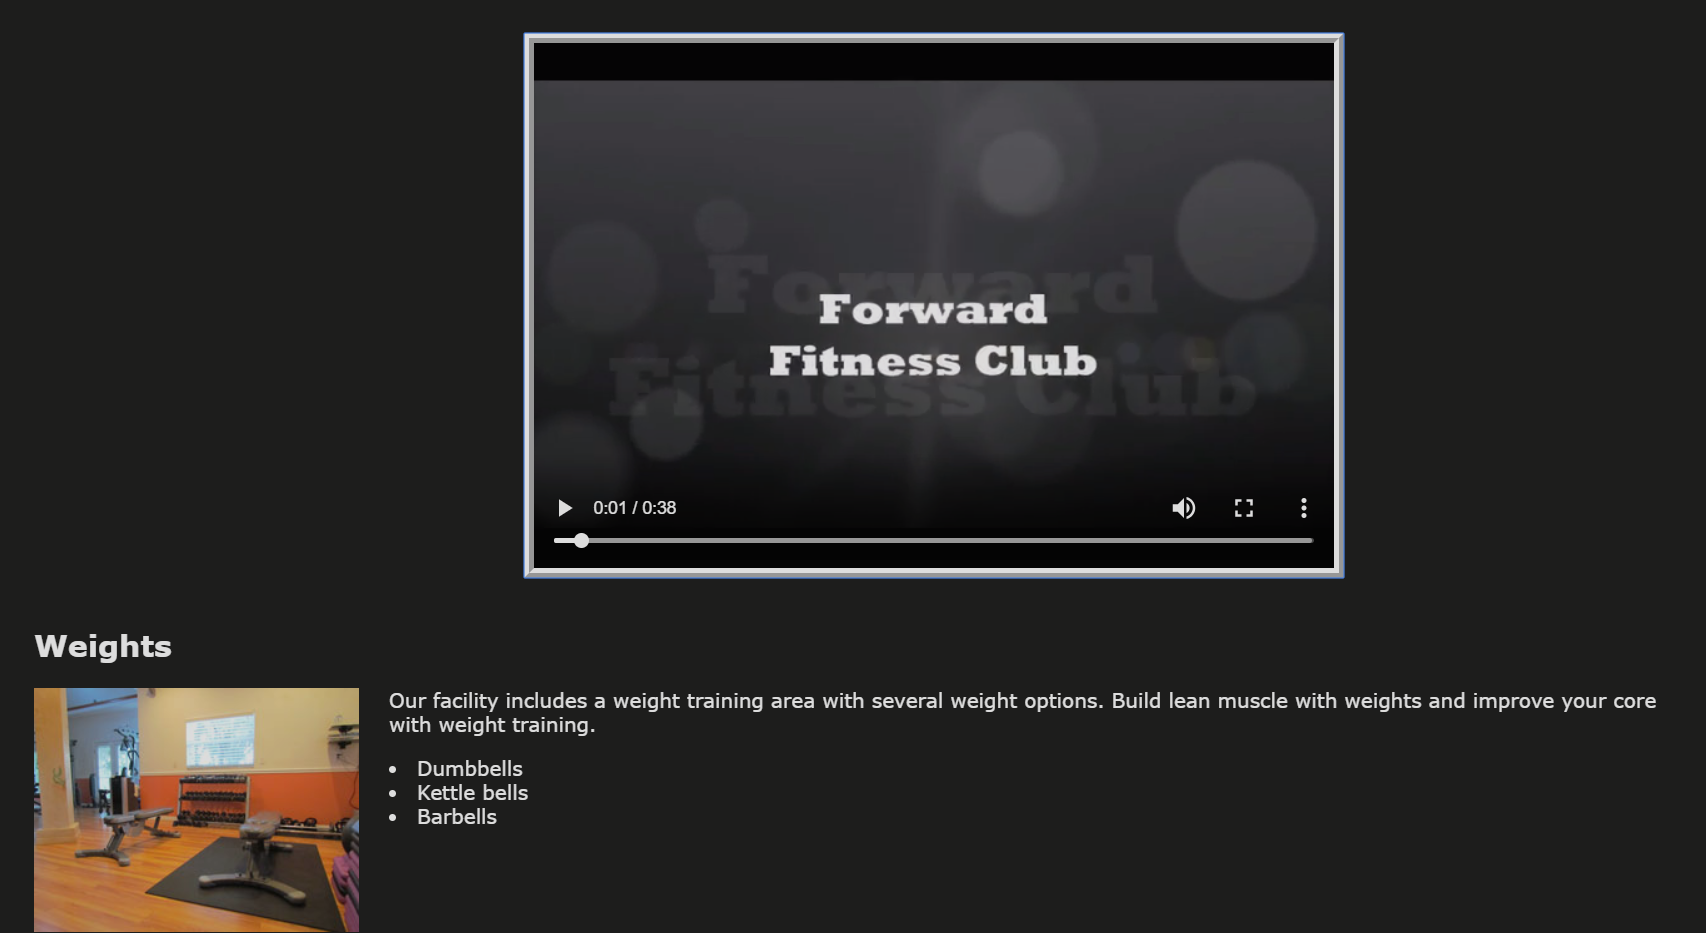 Forward
Fitness Club
0:01 / 0:38
Weights
Our facility includes a weight training area with several weight options. Build lean muscle with weights and improve your core
with weight training.
Dumbbells
Kettle bells
Barbells